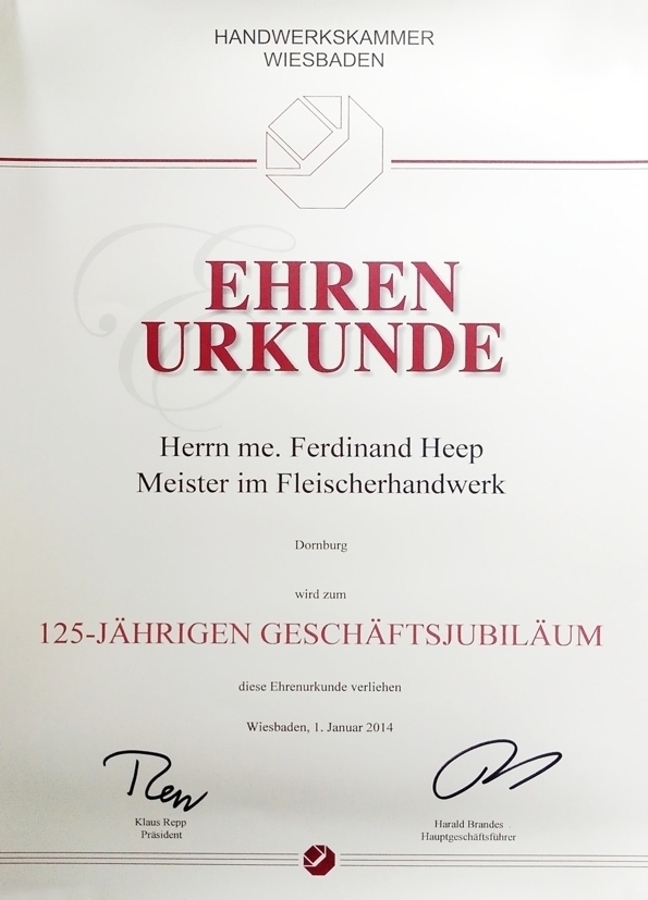 HANDWERKSKAMMER
WIESBADEN
EHREN
URKUNDE
Herrn me. Ferdinand Heep
Meister im Fleischerhandwerk
Dornburg
wird zum
125-JÄHRIGEN GESCHÄFTSJUBILÄUM
diese Ehrenurkunde verliehen
Wiesbaden, 1. Januar 2014
Klaus Repp
Präsident
Harald Brandes
Hauptgeschäftsführer